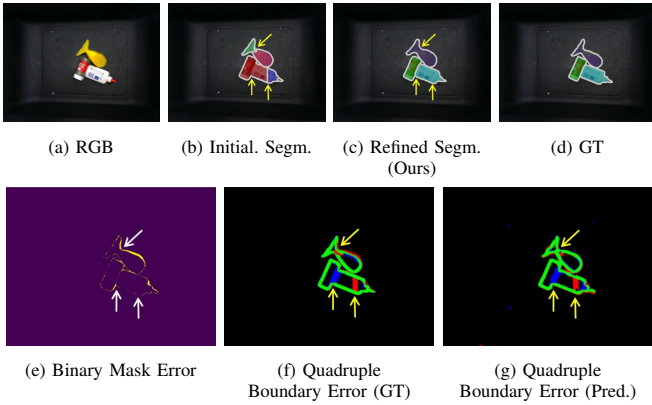 (a) RGB
(b) Initial. Segm.
(c) Refined Segm.
(Ours)
(d) GT
(e) Binary Mask Error
(f) Quadruple
Boundary Error (GT)
(g) Quadruple
Boundary Error (Pred.)